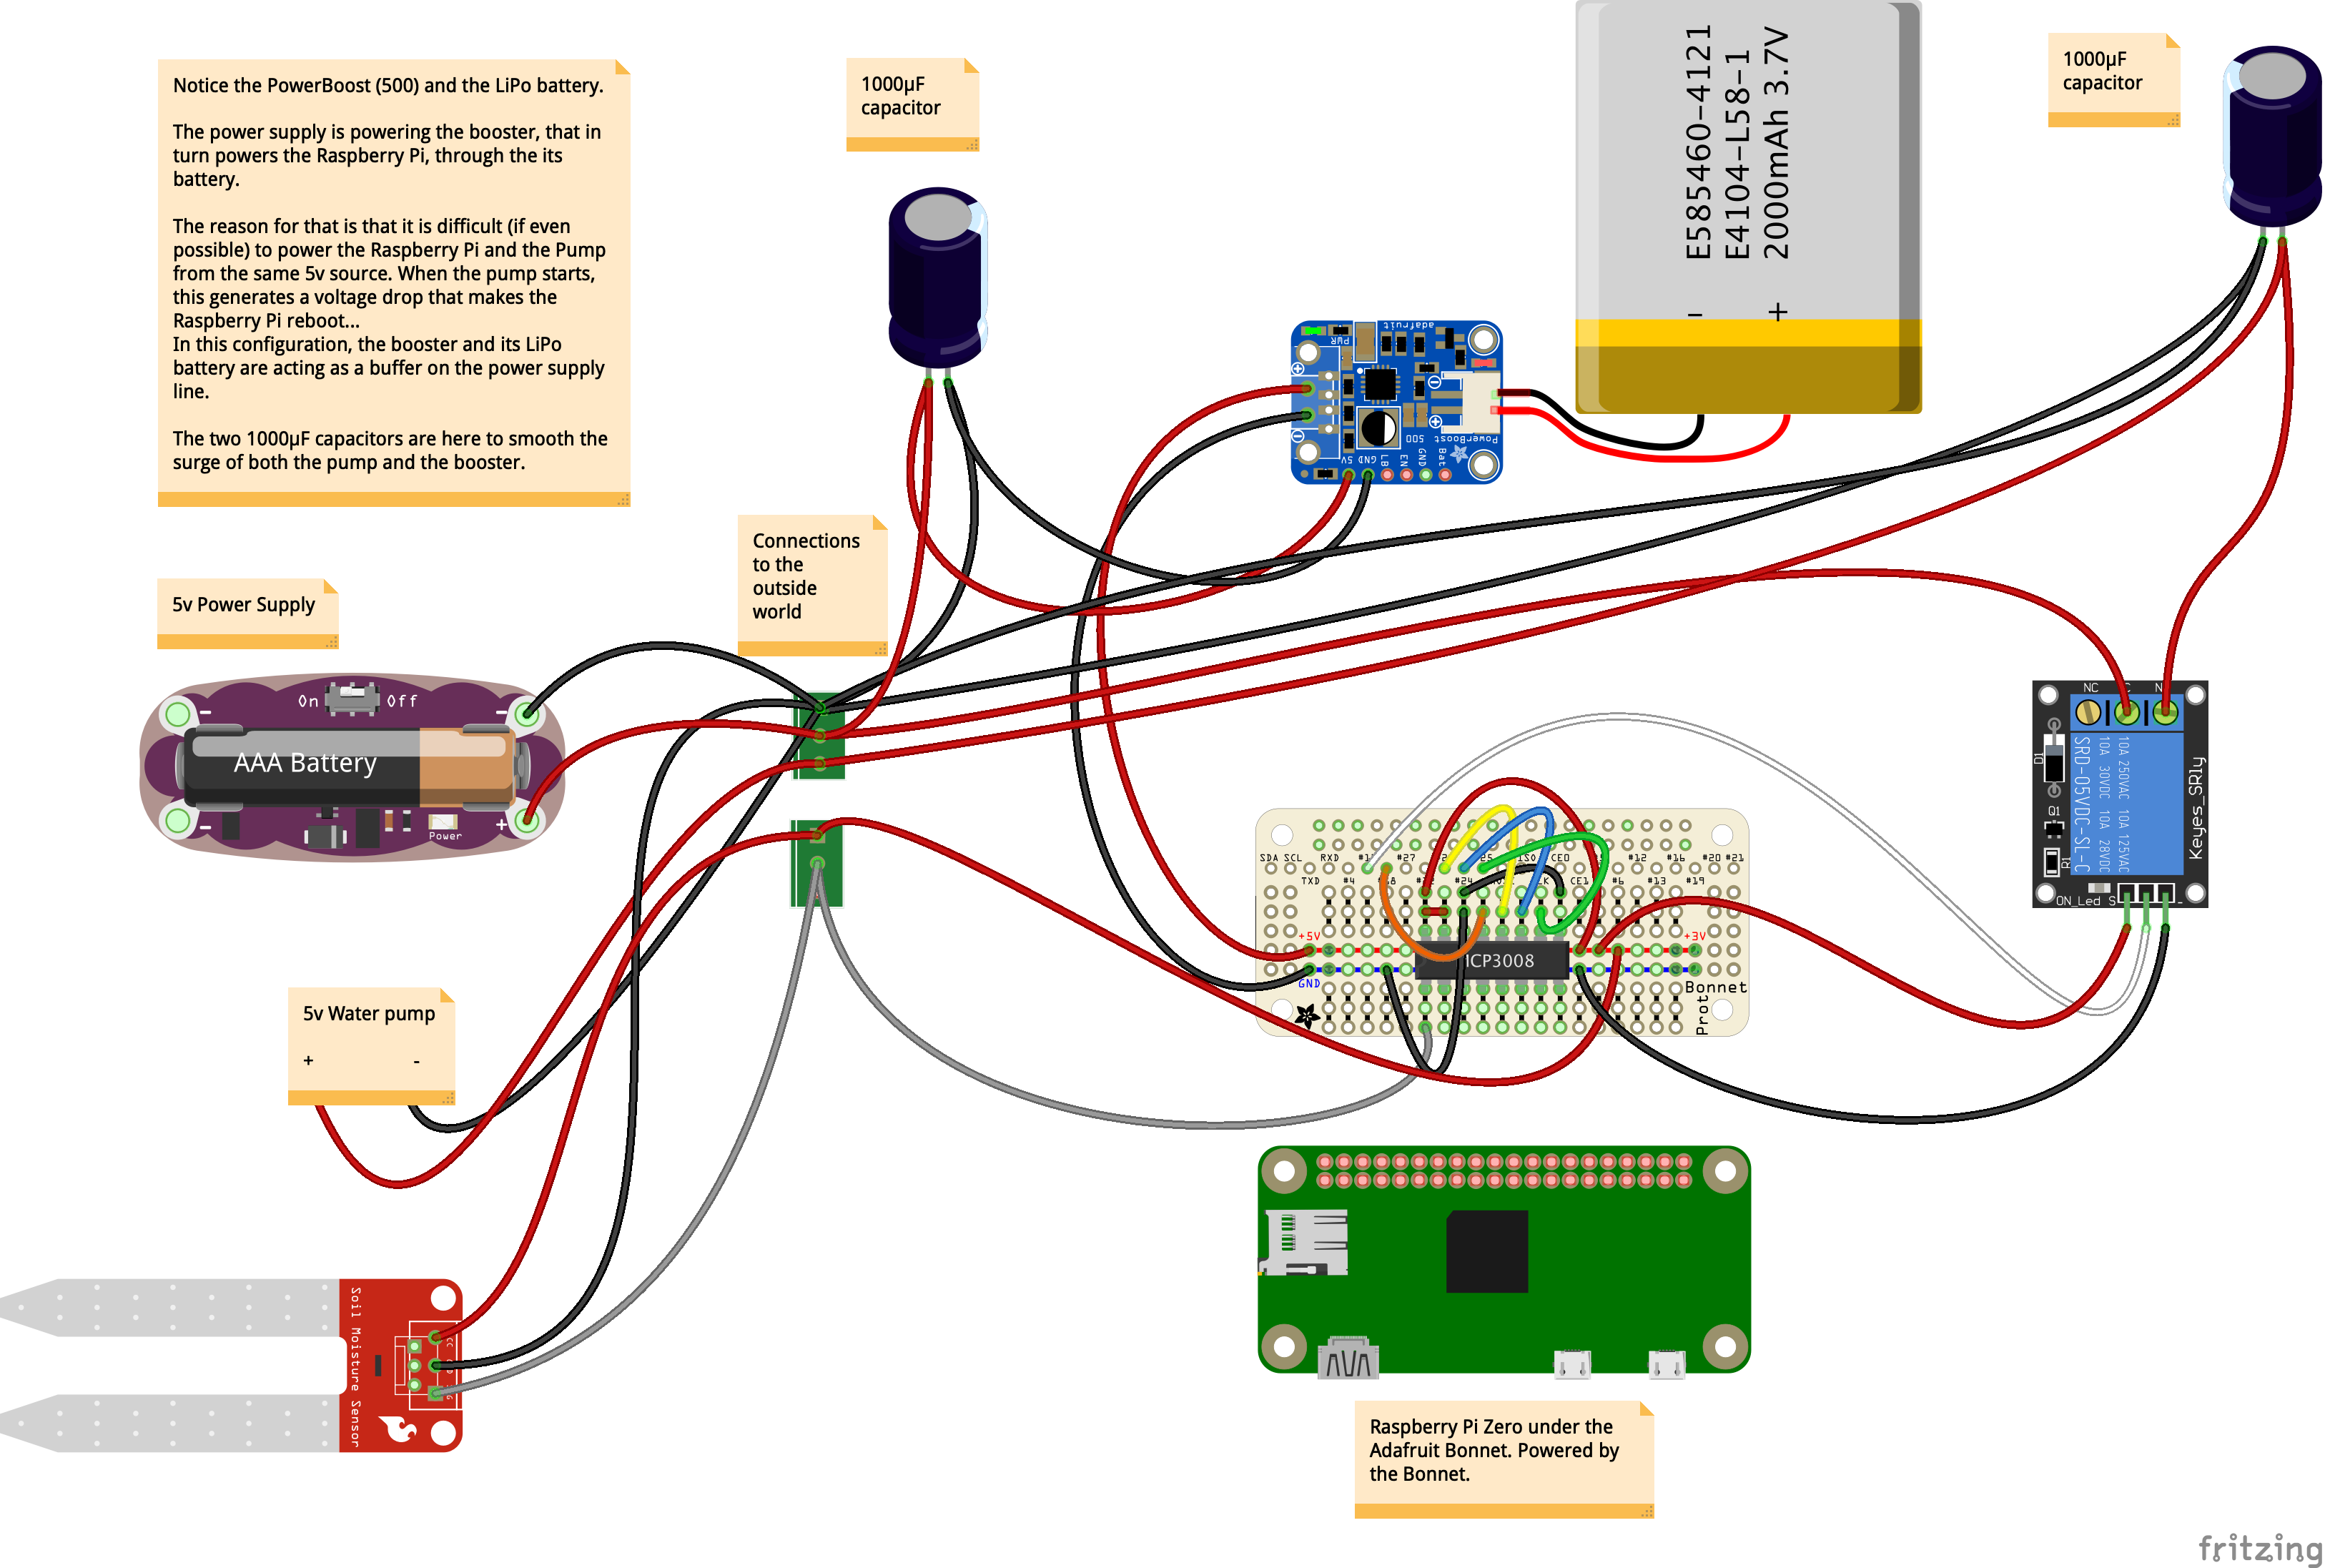 Notice the PowerBoost (500) and the LiPo battery.
The power supply is powering the booster, that in
turn powers the Raspberry Pi, through the its
battery.
The reason for that is that it is difficult (if even
possible) to power the Raspberry Pi and the Pump
from the same 5v source. When the pump starts,
this generates a voltage drop that makes the
Raspberry Pi reboot...
In this configuration, the booster and its LiPo
battery are acting as a buffer on the power supply
line.
The two 1000µF capacitors are here to smooth the
surge of both the pump and the booster.
1000µF
capacitor
E585460-4121
E4104-L58-1
2000mAh 3.7V
- +
1000µF
capacitor
adafruit
PWR
PowerBoost
500
5V GND LB EN GND Bat
Connections
to the
outside
world
5v Power Supply
On Off
AAA Battery
Power
- +
NC
SRD-05VDC-SL-C
10A 30VDC 10A 28VDC
10A 250VAC 10A 125VAC
Keyes_SRly
D1
Q1
R1
ON_Led S -
SDA SCL RXD #27 CE0 #12 #16 #20 #21
TXD #4 #24 CE1 #6 #13 #19
+5V +3V
GND
Bonnet
5v Water pump
+ -
Soil Moisture Sensor
Raspberry Pi Zero under the
Adafruit Bonnet. Powered by
the Bonnet.
fritzing